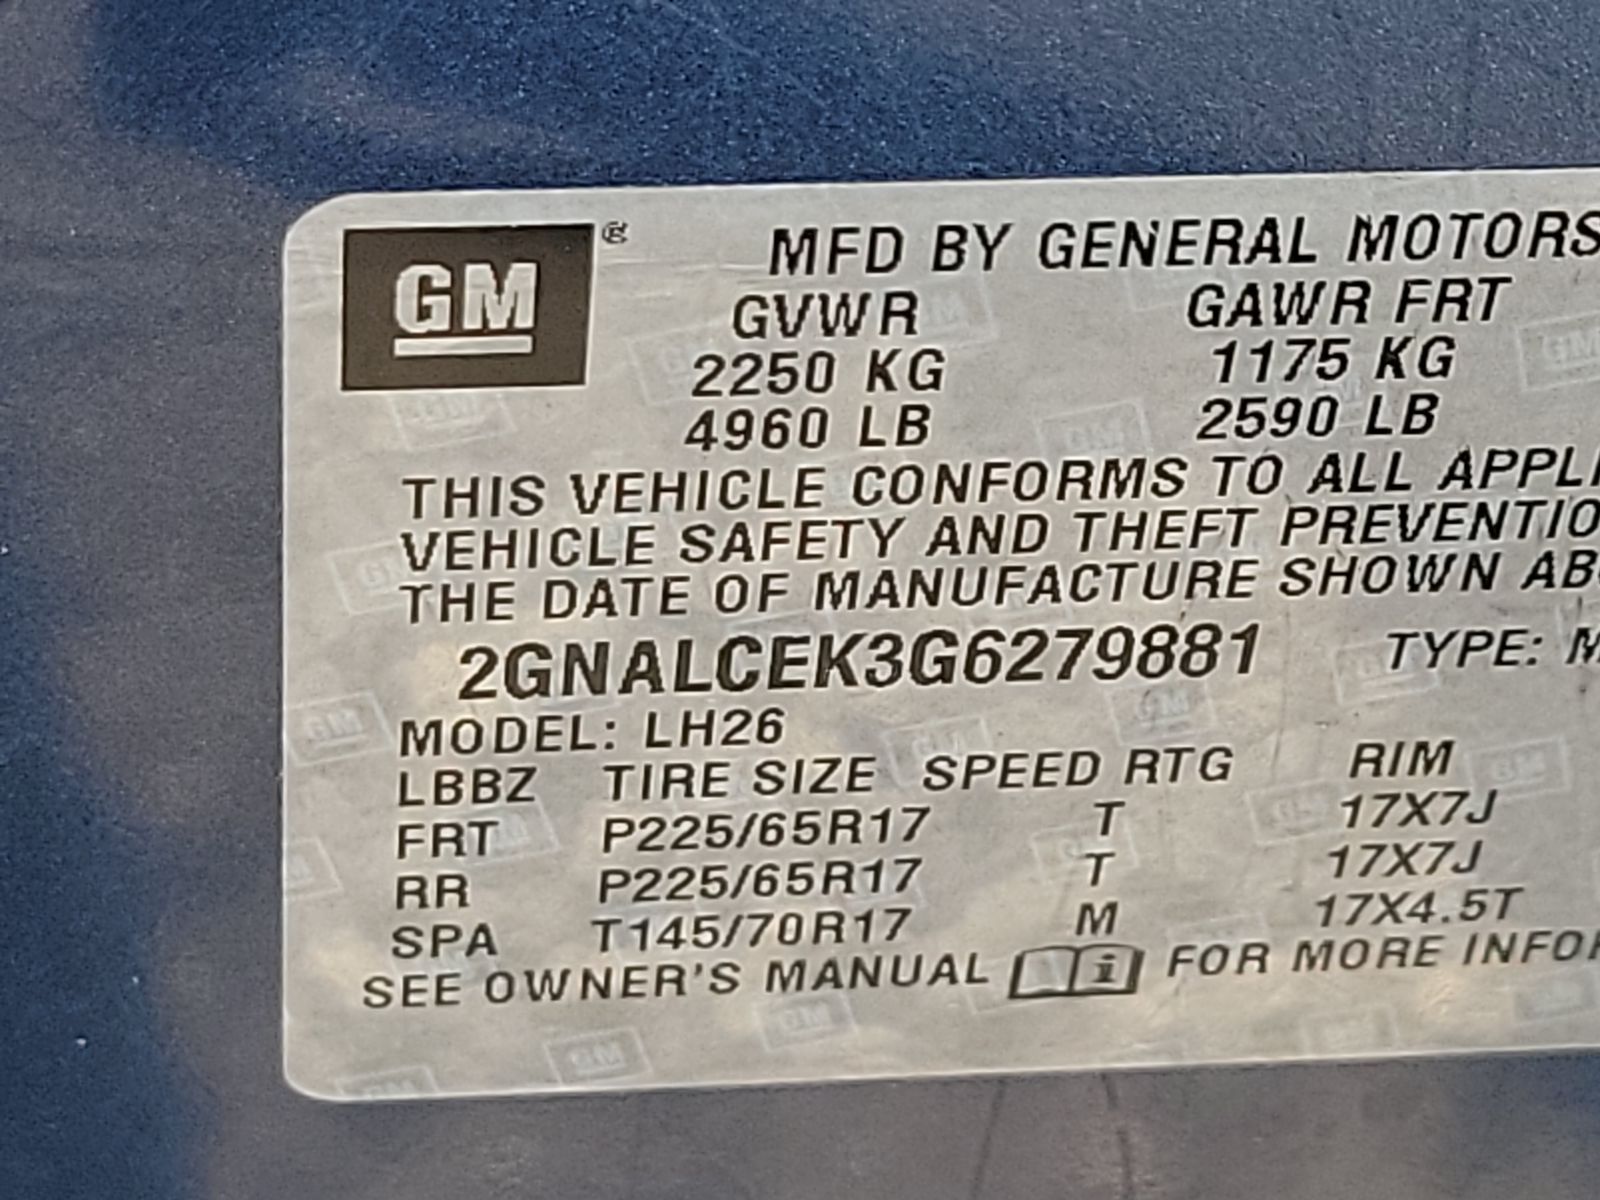 GM®
MFD BY GENERAL MOTORS
GVWR GAWR FRT
2250 KG 1175 KG
4960 LB 2590 LB
THIS VEHICLE CONFORMS TO ALL APPLI
VEHICLE SAFETY AND THEFT PREVENTIO
THE DATE OF MANUFACTURE SHOWN AB
2GNALCEK3G6279881 TYPE: M
MODEL: LH26
LBBZ TIRE SIZE SPEED RTG RIM
FRT P225/65R17 T 17X7J
RR P225/65R17 T 17X7J
SPA T145/70R17 M 17X4.5T
SEE OWNER'S MANUAL i FOR MORE INFOR